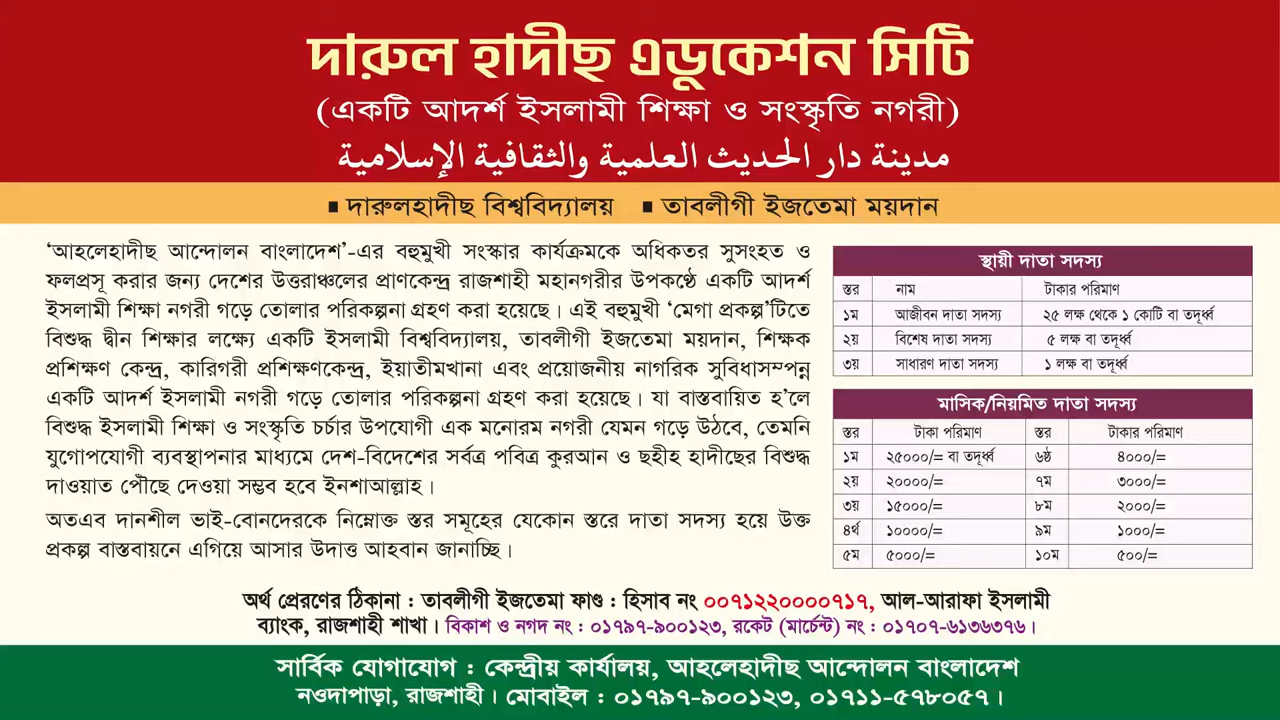 দারুল হাদীছ এডুকেশন সিটি
(একটি আদর্শ ইসলামী শিক্ষা ও সংস্কৃতি নগরী)
مدينة دار الحديث العلمية والثقافية الإسلامية
■ দারুলহাদীছ বিশ্ববিদ্যালয় ■ তাবলীগী ইজতেমা ময়দান
‘আহলেহাদীছ আন্দোলন বাংলাদেশ’-এর বহুমুখী সংস্কার কার্যক্রমকে অধিকতর সুসংহত ও
ফলপ্রসূ করার জন্য দেশের উত্তরাঞ্চলের প্রাণকেন্দ্র রাজশাহী মহানগরীর উপকণ্ঠে একটি আদর্শ
ইসলামী শিক্ষা নগরী গড়ে তোলার পরিকল্পনা গ্রহণ করা হয়েছে। এই বহুমুখী ‘মেগা প্রকল্প’টিতে
বিশুদ্ধ দ্বীন শিক্ষার লক্ষ্যে একটি ইসলামী বিশ্ববিদ্যালয়, তাবলীগী ইজতেমা ময়দান, শিক্ষক
প্রশিক্ষণ কেন্দ্র, কারিগরী প্রশিক্ষণকেন্দ্র, ইয়াতীমখানা এবং প্রয়োজনীয় নাগরিক সুবিধাসম্পন্ন
একটি আদর্শ ইসলামী নগরী গড়ে তোলার পরিকল্পনা গ্রহণ করা হয়েছে। যা বাস্তবায়িত হ’লে
বিশুদ্ধ ইসলামী শিক্ষা ও সংস্কৃতি চর্চার উপযোগী এক মনোরম নগরী যেমন গড়ে উঠবে, তেমনি
যুগোপযোগী ব্যবস্থাপনার মাধ্যমে দেশ-বিদেশের সর্বত্র পবিত্র কুরআন ও ছহীহ হাদীছের বিশুদ্ধ
দাওয়াত পৌঁছে দেওয়া সম্ভব হবে ইনশাআল্লাহ।
অতএব দানশীল ভাই-বোনদেরকে নিম্নোক্ত স্তর সমূহের যেকোন স্তরে দাতা সদস্য হয়ে উক্ত
প্রকল্প বাস্তবায়নে এগিয়ে আসার উদাত্ত আহবান জানাচ্ছি।
স্থায়ী দাতা সদস্য
স্তর নাম টাকার পরিমাণ
১ম আজীবন দাতা সদস্য ২৫ লক্ষ থেকে ১ কোটি বা তদূর্ধ্ব
২য় বিশেষ দাতা সদস্য ৫ লক্ষ বা তদূর্ধ্ব
৩য় সাধারণ দাতা সদস্য ১ লক্ষ বা তদূর্ধ্ব
মাসিক/নিয়মিত দাতা সদস্য
স্তর টাকা পরিমাণ স্তর টাকার পরিমাণ
১ম ২৫০০০/= বা তদূর্ধ্ব ৬ষ্ঠ ৪০০০/=
২য় ২০০০০/= ৭ম ৩০০০/=
৩য় ১৫০০০/= ৮ম ২০০০/=
৪র্থ ১০০০০/= ৯ম ১০০০/=
৫ম ৫০০০/= ১০ম ৫০০/=
অর্থ প্রেরণের ঠিকানা : তাবলীগী ইজতেমা ফাণ্ড : হিসাব নং ০০৭১২২০০০০৭১৭, আল-আরাফা ইসলামী
ব্যাংক, রাজশাহী শাখা। বিকাশ ও নগদ নং : ০১৭৯৭-৯০০১২৩, রকেট (মার্চেন্ট) নং : ০১৭০৭-৬১৩৬৩৭৬।
সার্বিক যোগাযোগ : কেন্দ্রীয় কার্যালয়, আহলেহাদীছ আন্দোলন বাংলাদেশ
নওদাপাড়া, রাজশাহী। মোবাইল : ০১৭৯৭-৯০০১২৩, ০১৭১১-৫৭৮০৫৭।